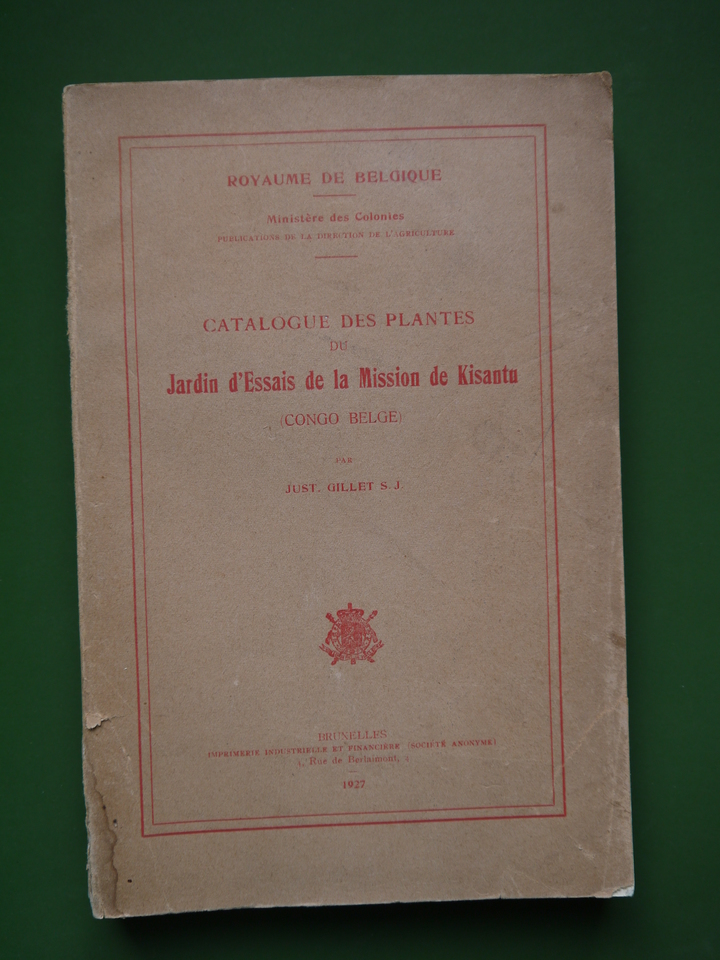 ROYAUME DE BELGIQUE
Ministère des Colonies
PUBLICATIONS DE LA DIRECTION DE L'AGRICULTURE
CATALOGUE DES PLANTES
DU
Jardin d'Essais de la Mission de Kisantu
(CONGO BELGE)
PAR
JUST. GILLET S. J.
BRUXELLES
IMPRIMERIE INDUSTRIELLE ET FINANCIÈRE (SOCIÉTÉ ANONYME)
4, Rue de Berlaimont, 4
1927